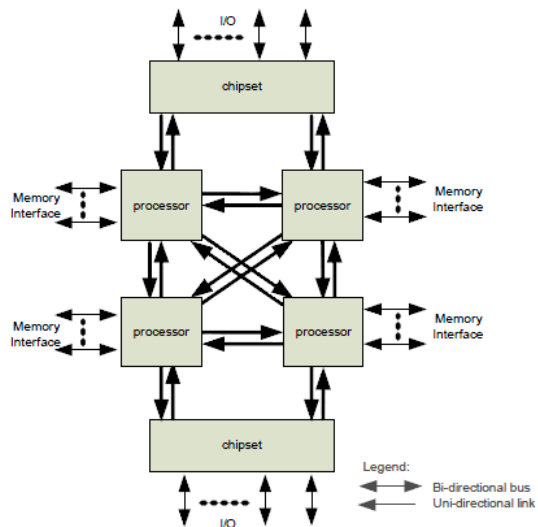 I/O
chipset
Memory
Interface
processor
processor
Memory
Interface
Memory
Interface
processor
processor
Memory
Interface
chipset
Legend:
Bi-directional bus
Uni-directional link
I/O